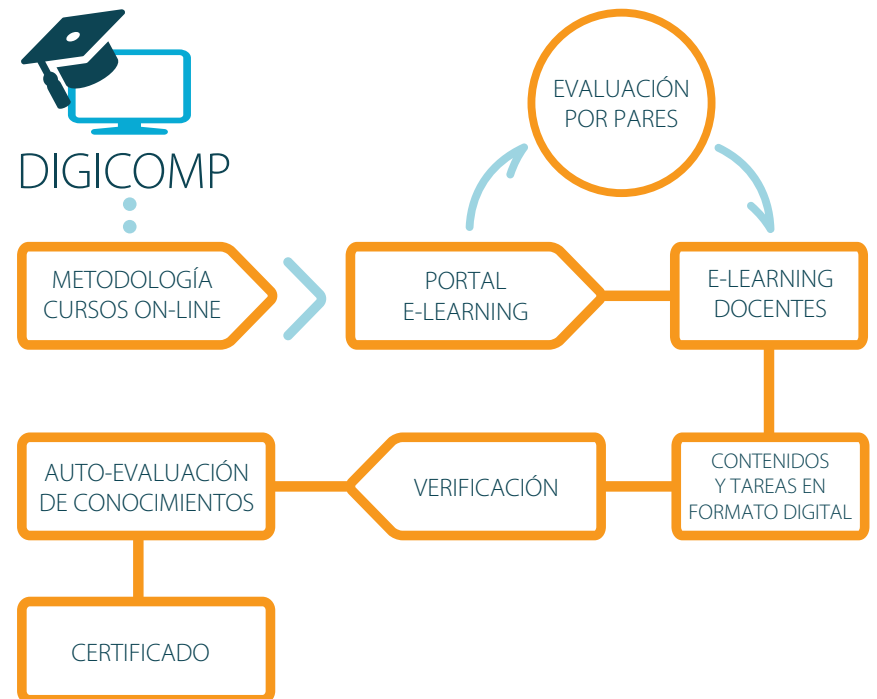 DIGICOMP
EVALUACIÓN
POR PARES
METODOLOGÍA
CURSOS ON-LINE
PORTAL
E-LEARNING
E-LEARNING
DOCENTES
CONTENIDOS
Y TAREAS EN
FORMATO DIGITAL
VERIFICACIÓN
AUTO-EVALUACIÓN
DE CONOCIMIENTOS
CERTIFICADO